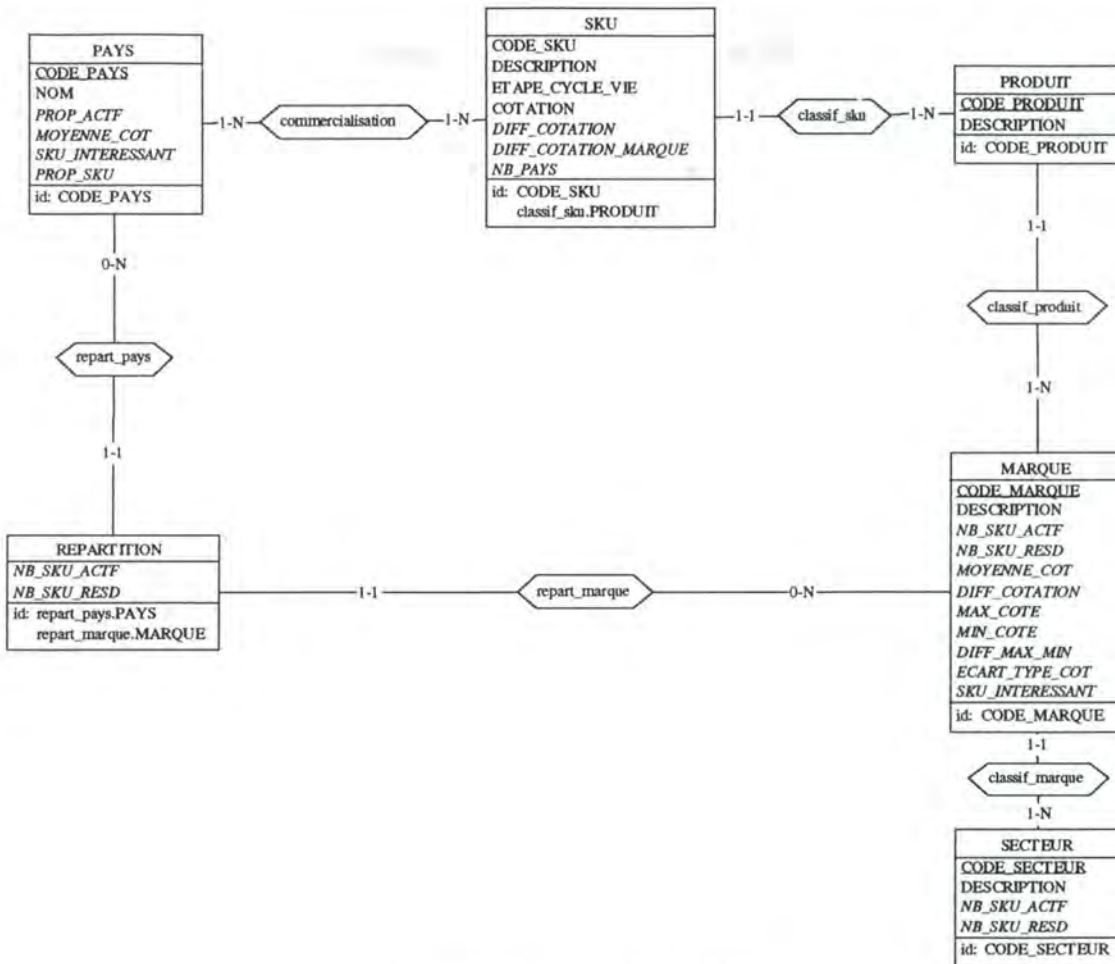 PAYS
CODE_PAYS
NOM
PROP_ACTF
MOYENNE_COT
SKU_INTERESSANT
PROP_SKU
id: CODE_PAYS
1-N
commercialisation
1-N
SKU
CODE_SKU
DESCRIPTION
ETAPE_CYCLE_VIE
COTATION
DIFF_COTATION
DIFF_COTATION_MARQUE
NB_PAYS
id: CODE_SKU
classif_sku.PRODUIT
1-1
classif_sku
1-N
PRODUIT
CODE_PRODUIT
DESCRIPTION
id: CODE_PRODUIT
1-1
classif_produit
1-N
0-N
repart_pays
1-1
REPARTITION
NB_SKU_ACTF
NB_SKU_RESD
id: repart_pays.PAYS
repart_marque.MARQUE
1-1
repart_marque
0-N
MARQUE
CODE_MARQUE
DESCRIPTION
NB_SKU_ACTF
NB_SKU_RESD
MOYENNE_COT
DIFF_COTATION
MAX_COTE
MIN_COTE
DIFF_MAX_MIN
ECART_TYPE_COT
SKU_INTERESSANT
id: CODE_MARQUE
1-1
classif_marque
1-N
SECTEUR
CODE_SECTEUR
DESCRIPTION
NB_SKU_ACTF
NB_SKU_RESD
id: CODE_SECTEUR